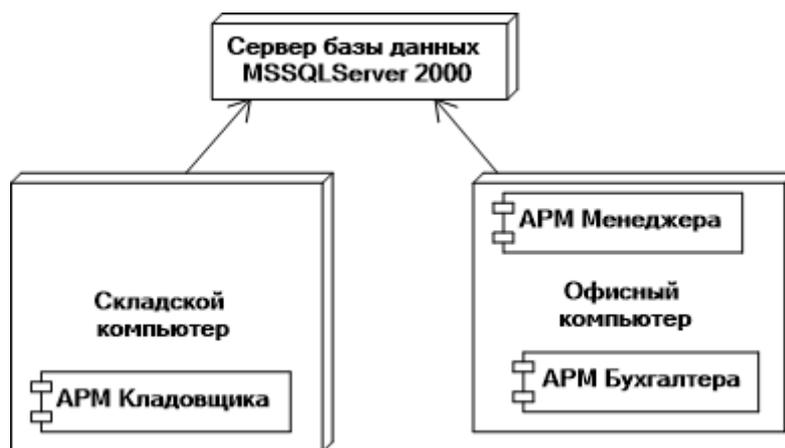 Сервер базы данных
MSSQLServer 2000
АРМ Менеджера
Складской
компьютер
Офисный
компьютер
АРМ Кладовщика
АРМ Бухгалтера